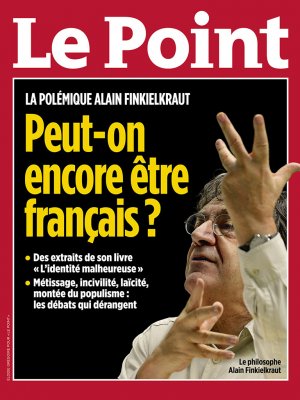 Le Point
LA POLÉMIQUE ALAIN FINKIELKRAUT
Peut-on
encore être
français ?
• Des extraits de son livre
« L'identité malheureuse »
• Métissage, incivilité, laïcité,
montée du populisme :
les débats qui dérangent
Le philosophe
Alain Finkielkraut